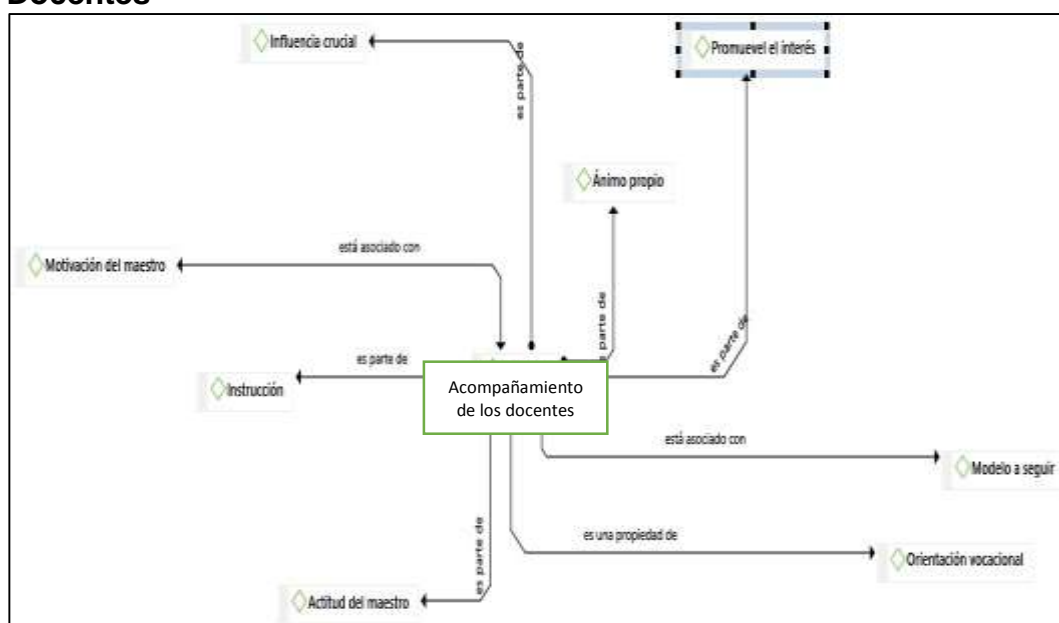 Docentes
Influencia crucial
es parte de
Promuevel el interés
Ánimo propio
está asociado con
Motivación del maestro
es parte de
es parte de
es parte de
Instrucción
Acompañamiento
de los docentes
está asociado con
Modelo a seguir
es parte de
es una propiedad de
Orientación vocacional
Actitud del maestro